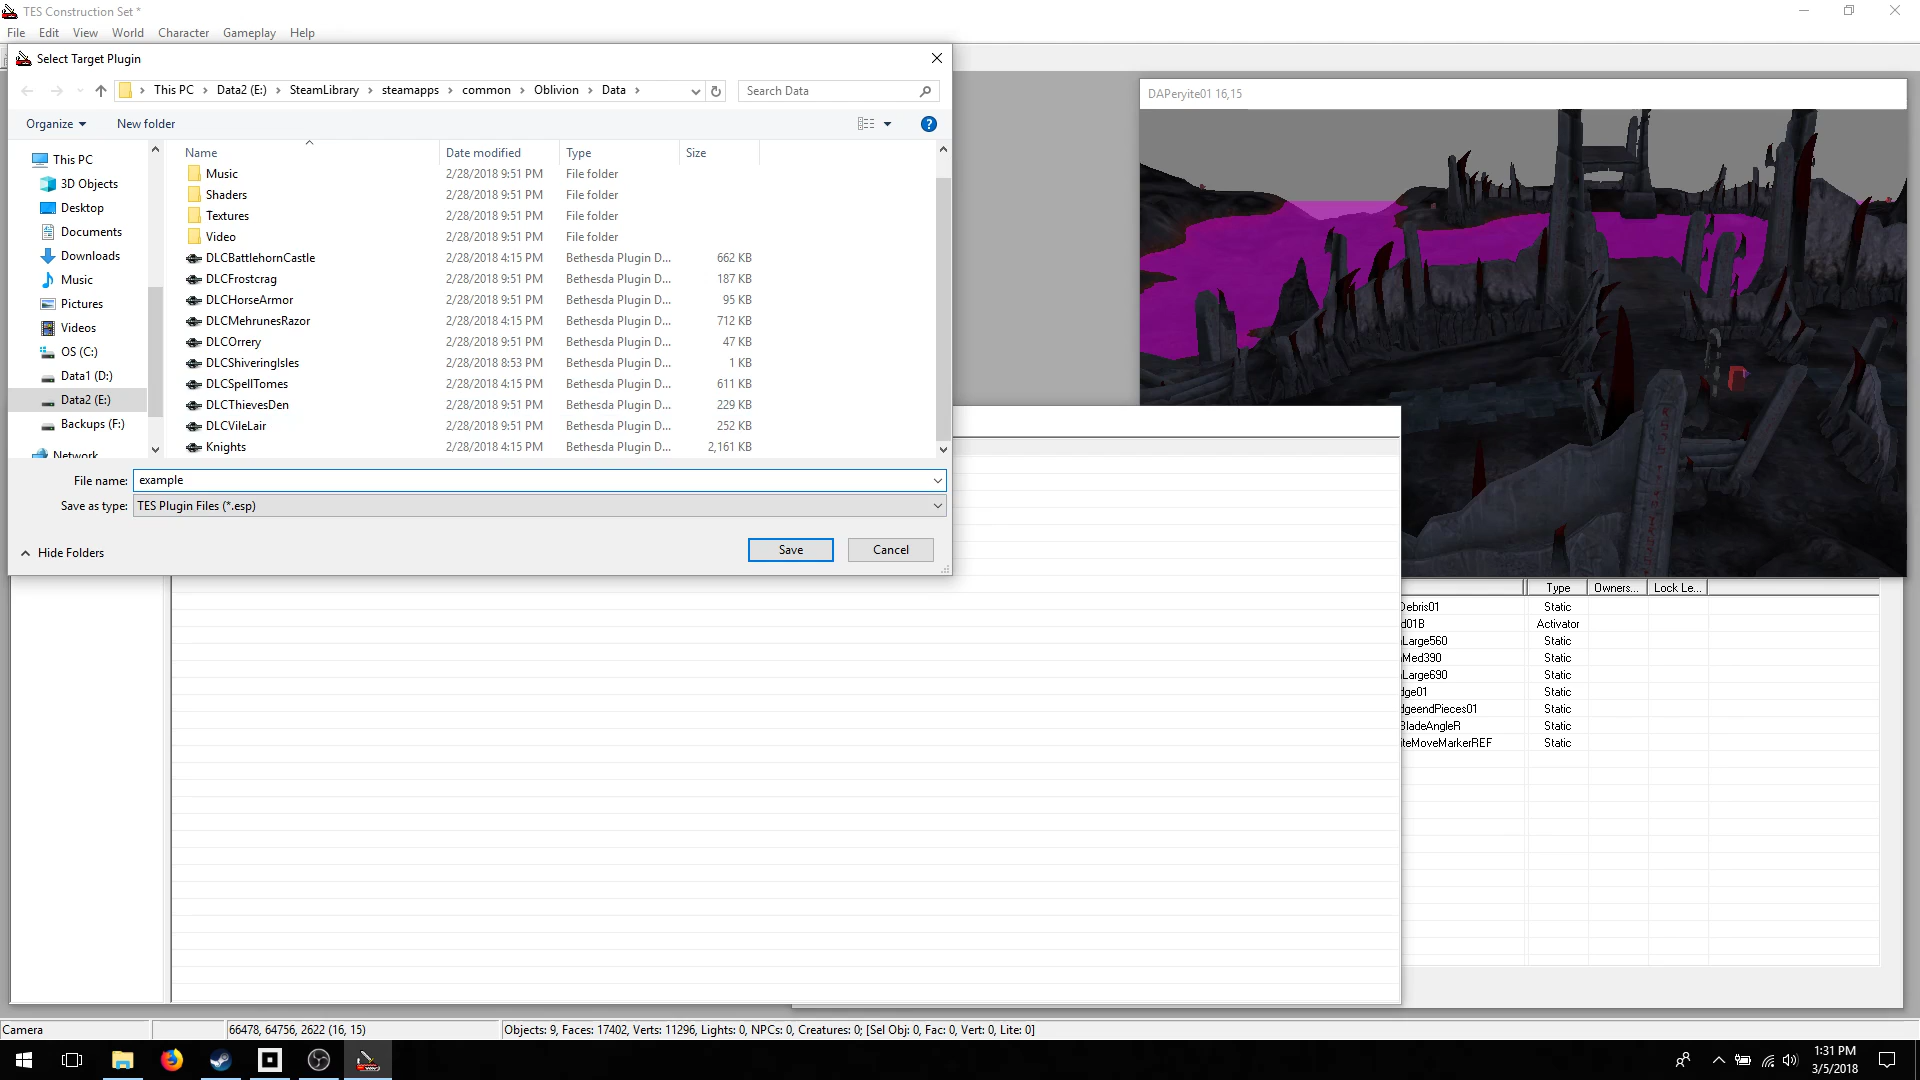 TES Construction Set *
File Edit View World Character Gameplay Help
Select Target Plugin
This PC Data2 (E:) SteamLibrary steamapps common Oblivion Data
Search Data
Organize New folder
This PC
3D Objects
Desktop
Documents
Downloads
Music
Pictures
Videos
OS (C:)
Data1 (D:)
Data2 (E:)
Backups (F:)
Network
Name Date modified Type Size
Music 2/28/2018 9:51 PM File folder
Shaders 2/28/2018 9:51 PM File folder
Textures 2/28/2018 9:51 PM File folder
Video 2/28/2018 9:51 PM File folder
DLCBattlehornCastle 2/28/2018 4:15 PM Bethesda Plugin D... 662 KB
DLCFrostcrag 2/28/2018 9:51 PM Bethesda Plugin D... 187 KB
DLCHorseArmor 2/28/2018 9:51 PM Bethesda Plugin D... 95 KB
DLCMehrunesRazor 2/28/2018 4:15 PM Bethesda Plugin D... 712 KB
DLCOrrery 2/28/2018 9:51 PM Bethesda Plugin D... 47 KB
DLCShiveringIsles 2/28/2018 8:53 PM Bethesda Plugin D... 1 KB
DLCSpellTomes 2/28/2018 4:15 PM Bethesda Plugin D... 611 KB
DLCThievesDen 2/28/2018 9:51 PM Bethesda Plugin D... 229 KB
DLCVileLair 2/28/2018 9:51 PM Bethesda Plugin D... 252 KB
Knights 2/28/2018 4:15 PM Bethesda Plugin D... 2,161 KB
File name: example
Save as type: TES Plugin Files (*.esp)
Hide Folders
Save Cancel
DAPeryite01 16,15
Type Owners... Lock Le...
Debris01 Static
d01B Activator
Large560 Static
Med390 Static
Large690 Static
dge01 Static
dgeendPieces01 Static
BladeAngleR Static
iteMoveMarkerREF Static
Camera
66478, 64756, 2622 (16, 15)
Objects: 9, Faces: 17402, Verts: 11296, Lights: 0, NPCs: 0, Creatures: 0; [Sel Obj: 0, Fac: 0, Vert: 0, Lite: 0]
1:31 PM
3/5/2018